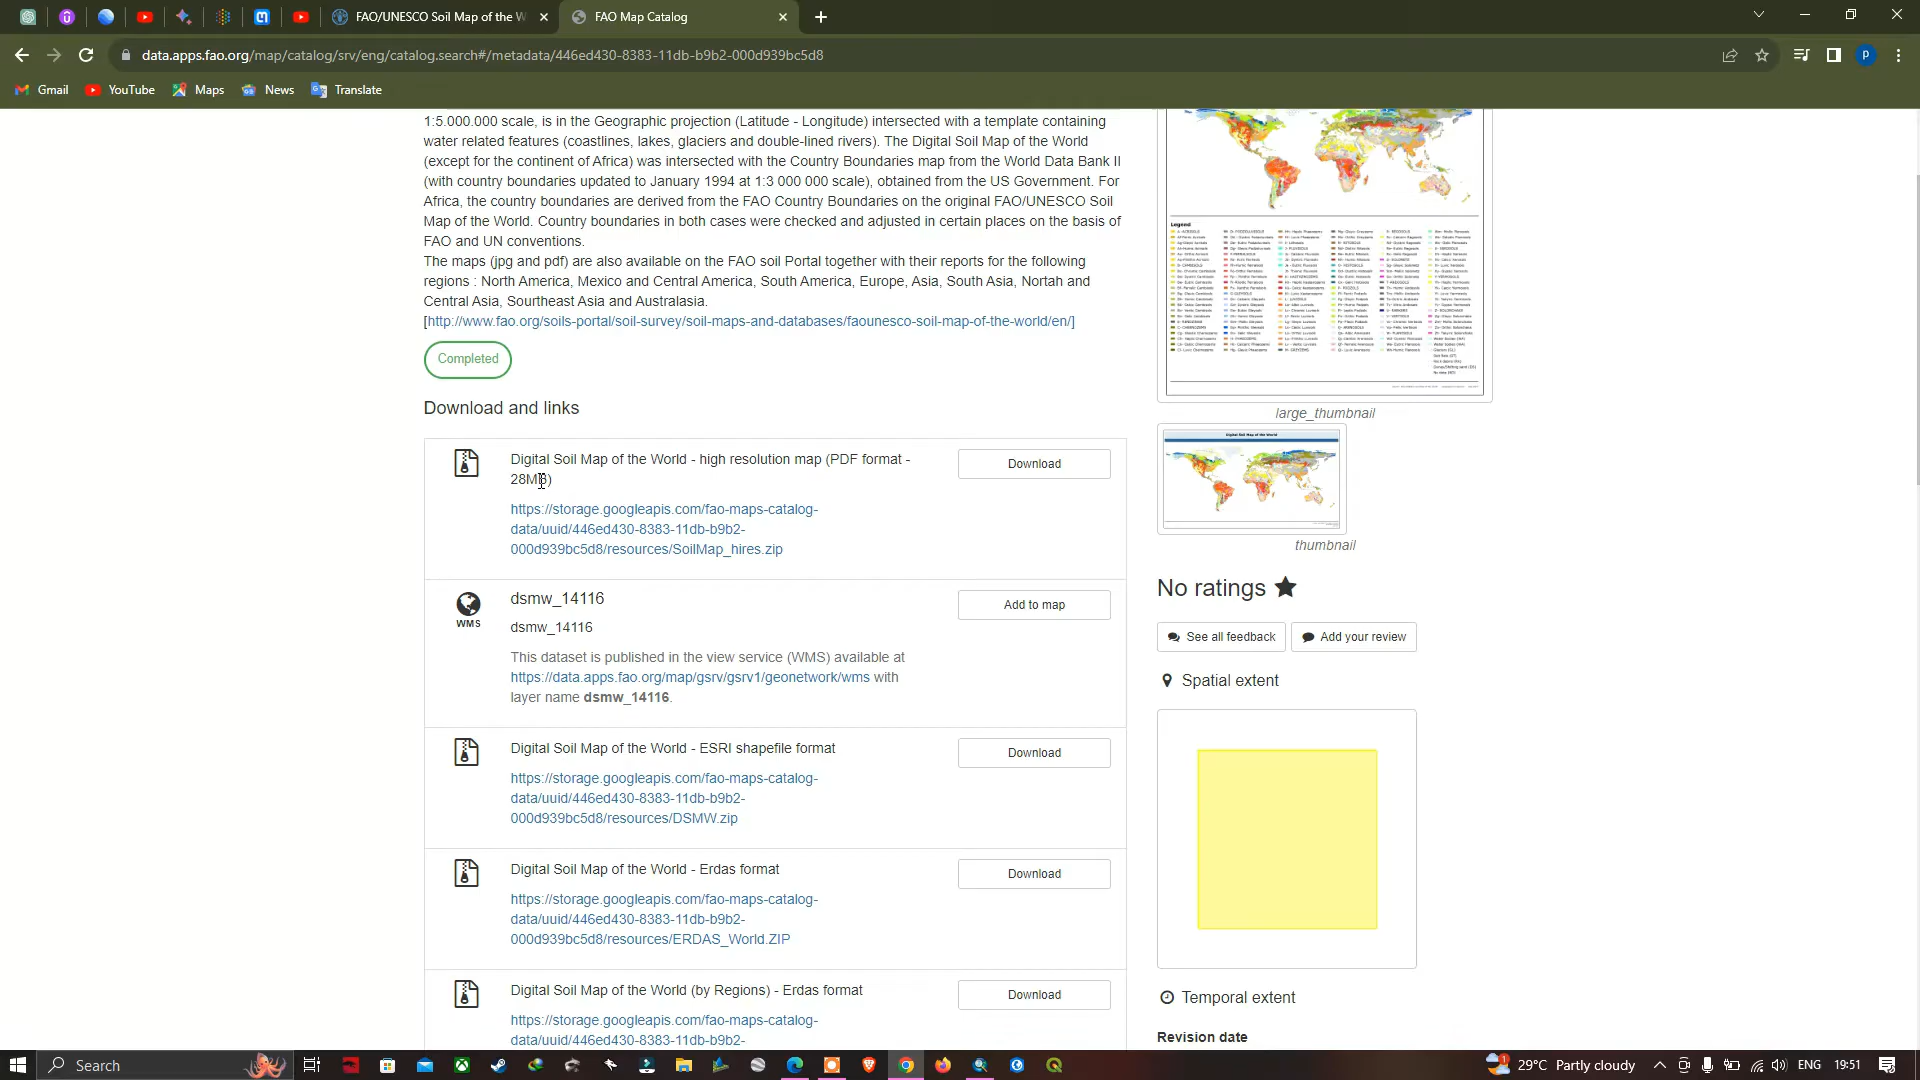 FAO/UNESCO Soil Map of the W
FAO Map Catalog
data.apps.fao.org/map/catalog/srv/eng/catalog.search#/metadata/446ed430-8383-11db-b9b2-000d939bc5d8
P
Gmail
YouTube
Maps
News
Translate
1:5.000.000 scale, is in the Geographic projection (Latitude - Longitude) intersected with a template containing
water related features (coastlines, lakes, glaciers and double-lined rivers). The Digital Soil Map of the World
(except for the continent of Africa) was intersected with the Country Boundaries map from the World Data Bank II
(with country boundaries updated to January 1994 at 1:3 000 000 scale), obtained from the US Government. For
Africa, the country boundaries are derived from the FAO Country Boundaries on the original FAO/UNESCO Soil
Map of the World. Country boundaries in both cases were checked and adjusted in certain places on the basis of
FAO and UN conventions.
The maps (jpg and pdf) are also available on the FAO soil Portal together with their reports for the following
regions : North America, Mexico and Central America, South America, Europe, Asia, South Asia, Nortah and
Central Asia, Sourtheast Asia and Australasia.
[http://www.fao.org/soils-portal/soil-survey/soil-maps-and-databases/faounesco-soil-map-of-the-world/en/]
Completed
Download and links
Digital Soil Map of the World - high resolution map (PDF format -
28MB)
Download
https://storage.googleapis.com/fao-maps-catalog-
data/uuid/446ed430-8383-11db-b9b2-
000d939bc5d8/resources/SoilMap_hires.zip
WMS
dsmw_14116
Add to map
dsmw_14116
This dataset is published in the view service (WMS) available at
https://data.apps.fao.org/map/gsrv/gsrv1/geonetwork/wms with
layer name dsmw_14116.
Digital Soil Map of the World - ESRI shapefile format
Download
https://storage.googleapis.com/fao-maps-catalog-
data/uuid/446ed430-8383-11db-b9b2-
000d939bc5d8/resources/DSMW.zip
Digital Soil Map of the World - Erdas format
Download
https://storage.googleapis.com/fao-maps-catalog-
data/uuid/446ed430-8383-11db-b9b2-
000d939bc5d8/resources/ERDAS_World.ZIP
Digital Soil Map of the World (by Regions) - Erdas format
Download
https://storage.googleapis.com/fao-maps-catalog-
data/uuid/446ed430-8383-11db-b9b2-
Legend
large_thumbnail
Digital Soil Map of the World
thumbnail
No ratings
See all feedback
Add your review
Spatial extent
Temporal extent
Revision date
Search
1
29°C Partly cloudy
ENG
19:51